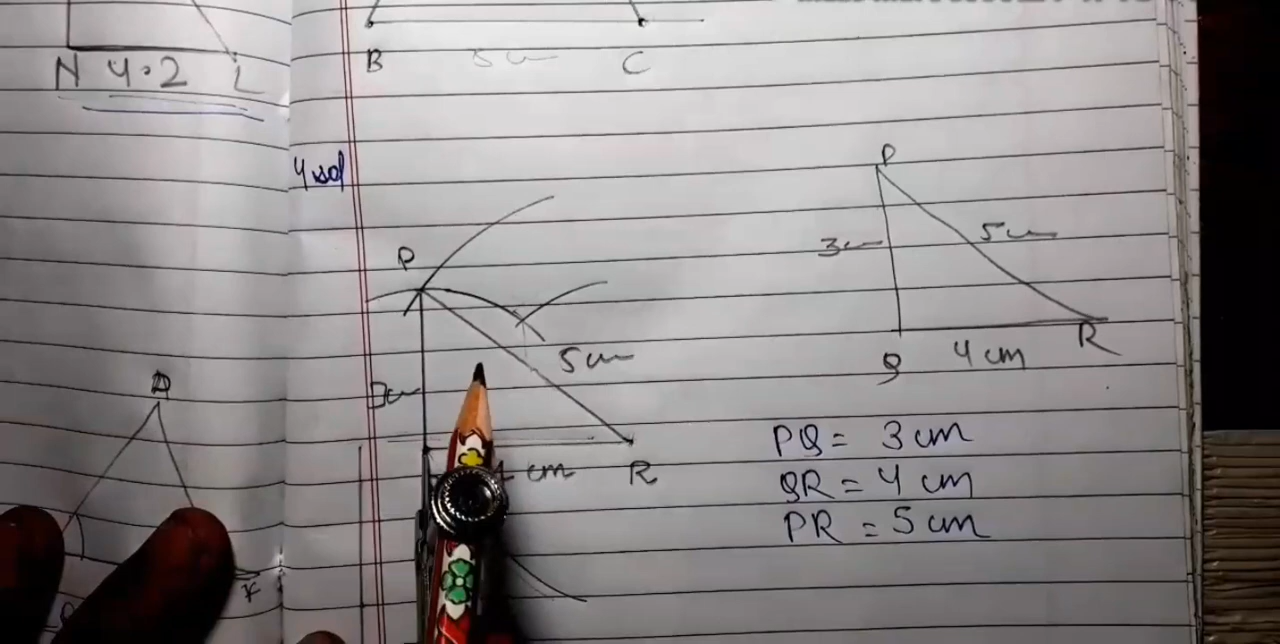 N 4.2 L
B 5cm C
4 sol
P
5cm
3cm
cm R
P
3cm
5cm
Q 4 cm R
PQ = 3 cm
QR = 4 cm
PR = 5 cm
D